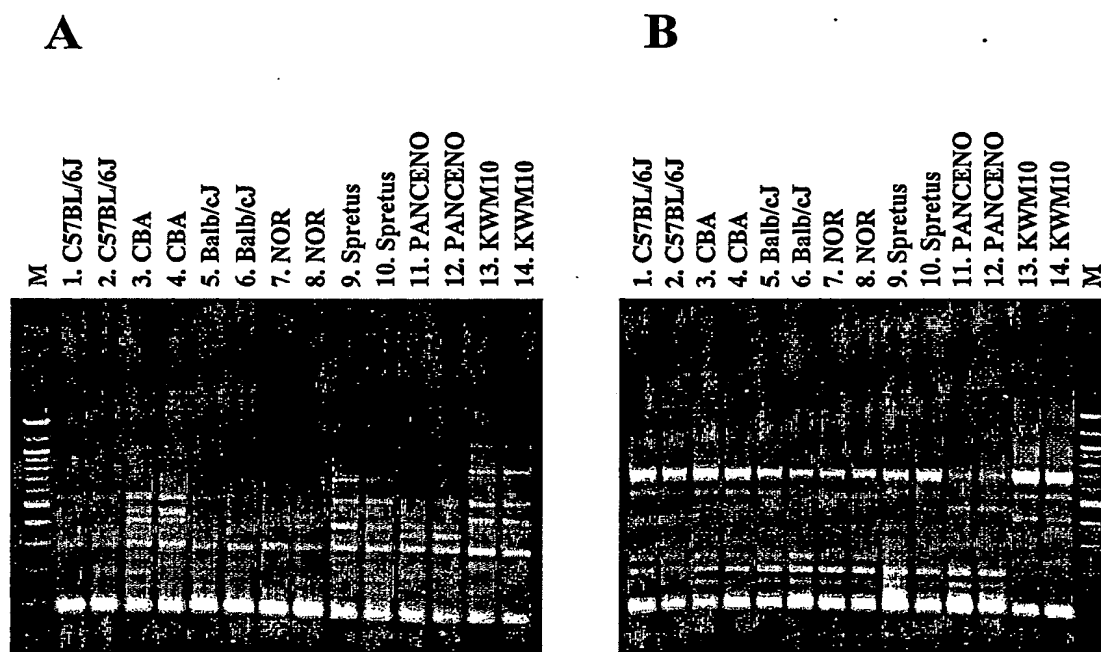 A
B
M
1. C57BL/6J
2. C57BL/6J
3. CBA
4. CBA
5. Balb/cJ
6. Balb/cJ
7. NOR
8. NOR
9. Spretus
10. Spretus
11. PANCENO
12. PANCENO
13. KWM10
14. KWM10
1. C57BL/6J
2. C57BL/6J
3. CBA
4. CBA
5. Balb/cJ
6. Balb/cJ
7. NOR
8. NOR
9. Spretus
10. Spretus
11. PANCENO
12. PANCENO
13. KWM10
14. KWM10
M